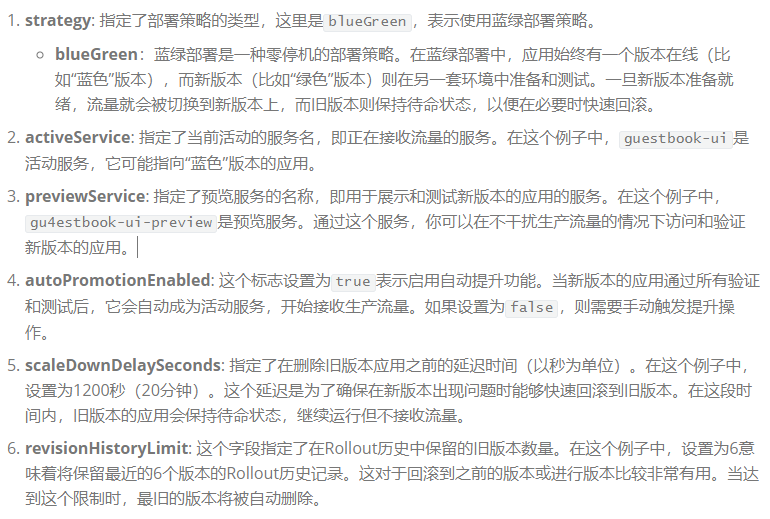 1. strategy: 指定了部署策略的类型，这里是blueGreen，表示使用蓝绿部署策略。
○ blueGreen：蓝绿部署是一种零停机的部署策略。在蓝绿部署中，应用始终有一个版本在线（比
如“蓝色”版本），而新版本（比如“绿色”版本）则在另一套环境中准备和测试。一旦新版本准备就
绪，流量就会被切换到新版本上，而旧版本则保持待命状态，以便在必要时快速回滚。
2. activeService: 指定了当前活动的服务名，即正在接收流量的服务。在这个例子中，guestbook-ui是
活动服务，它可能指向“蓝色”版本的应用。
3. previewService: 指定了预览服务的名称，即用于展示和测试新版本的应用的服务。在这个例子中，
gu4estbook-ui-preview是预览服务。通过这个服务，你可以在不干扰生产流量的情况下访问和验证
新版本的应用。
4. autoPromotionEnabled: 这个标志设置为true表示启用自动提升功能。当新版本的应用通过所有验证
和测试后，它会自动成为活动服务，开始接收生产流量。如果设置为false，则需要手动触发提升操
作。
5. scaleDownDelaySeconds: 指定了在删除旧版本应用之前的延迟时间（以秒为单位）。在这个例子中，
设置为1200秒（20分钟）。这个延迟是为了确保在新版本出现问题时能够快速回滚到旧版本。在这段时
间内，旧版本的应用会保持待命状态，继续运行但不接收流量。
6. revisionHistoryLimit: 这个字段指定了在Rollout历史中保留的旧版本数量。在这个例子中，设置为6意
味着将保留最近的6个版本的Rollout历史记录。这对于回滚到之前的版本或进行版本比较非常有用。当达
到这个限制时，最旧的版本将被自动删除。